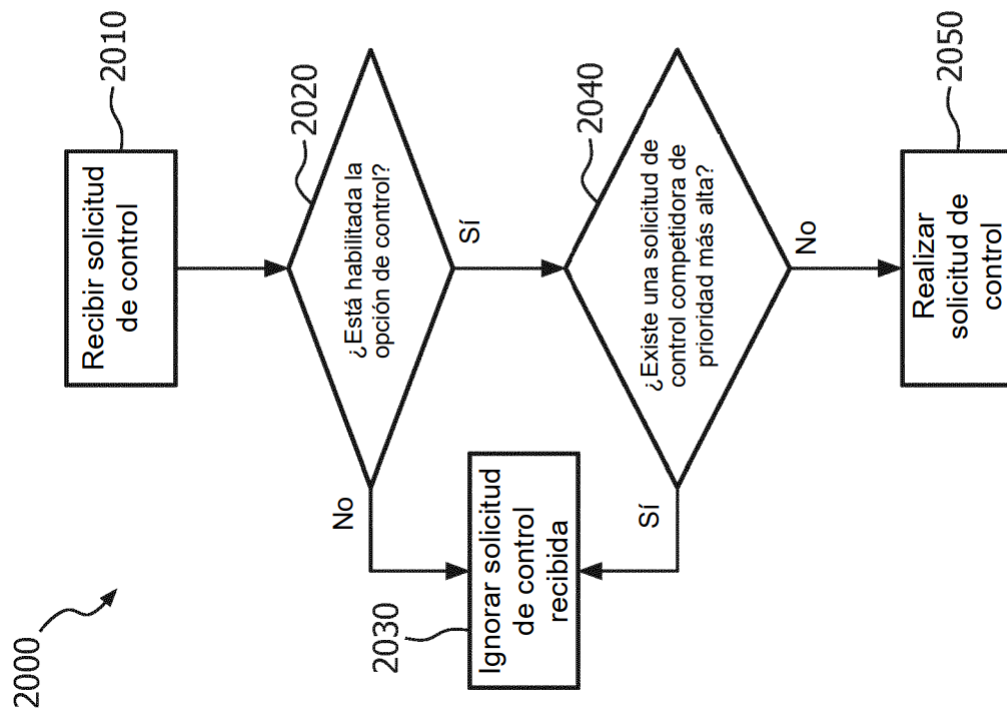 2000
Recibir solicitud
de control
2010
¿Está habilitada la
opción de control?
2020
No
Sí
Ignorar solicitud
de control
recibida
2030
¿Existe una solicitud de
control competidora de
prioridad más alta?
2040
Sí
No
Realizar
solicitud de
control
2050